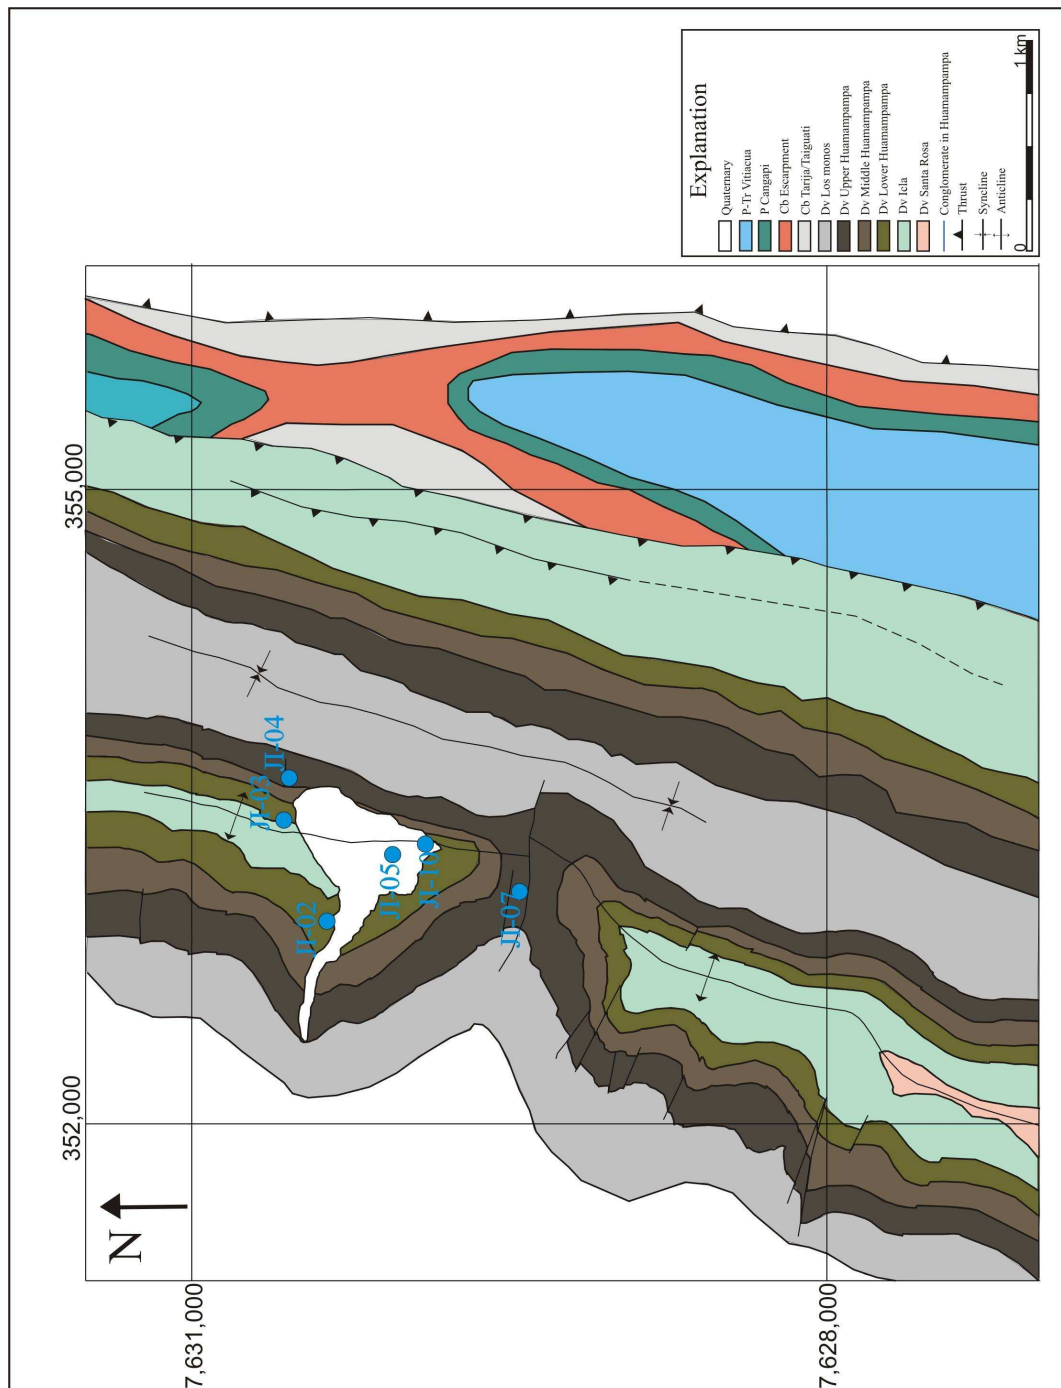 Explanation
Quaternary
P-Tr Vitiacua
P Cangapi
Cb Escarpment
Cb Tarija/Taiguati
Dv Los monos
Dv Upper Huamampampa
Dv Middle Huamampampa
Dv Lower Huamampampa
Dv Icla
Dv Santa Rosa
Conglomerate in Huamampampa
Thrust
Syncline
Anticline
0 1 km
355,000
352,000
JI-04
JI-03
JI-05
JI-10
JI-02
JI-07
N
7,631,000
7,628,000